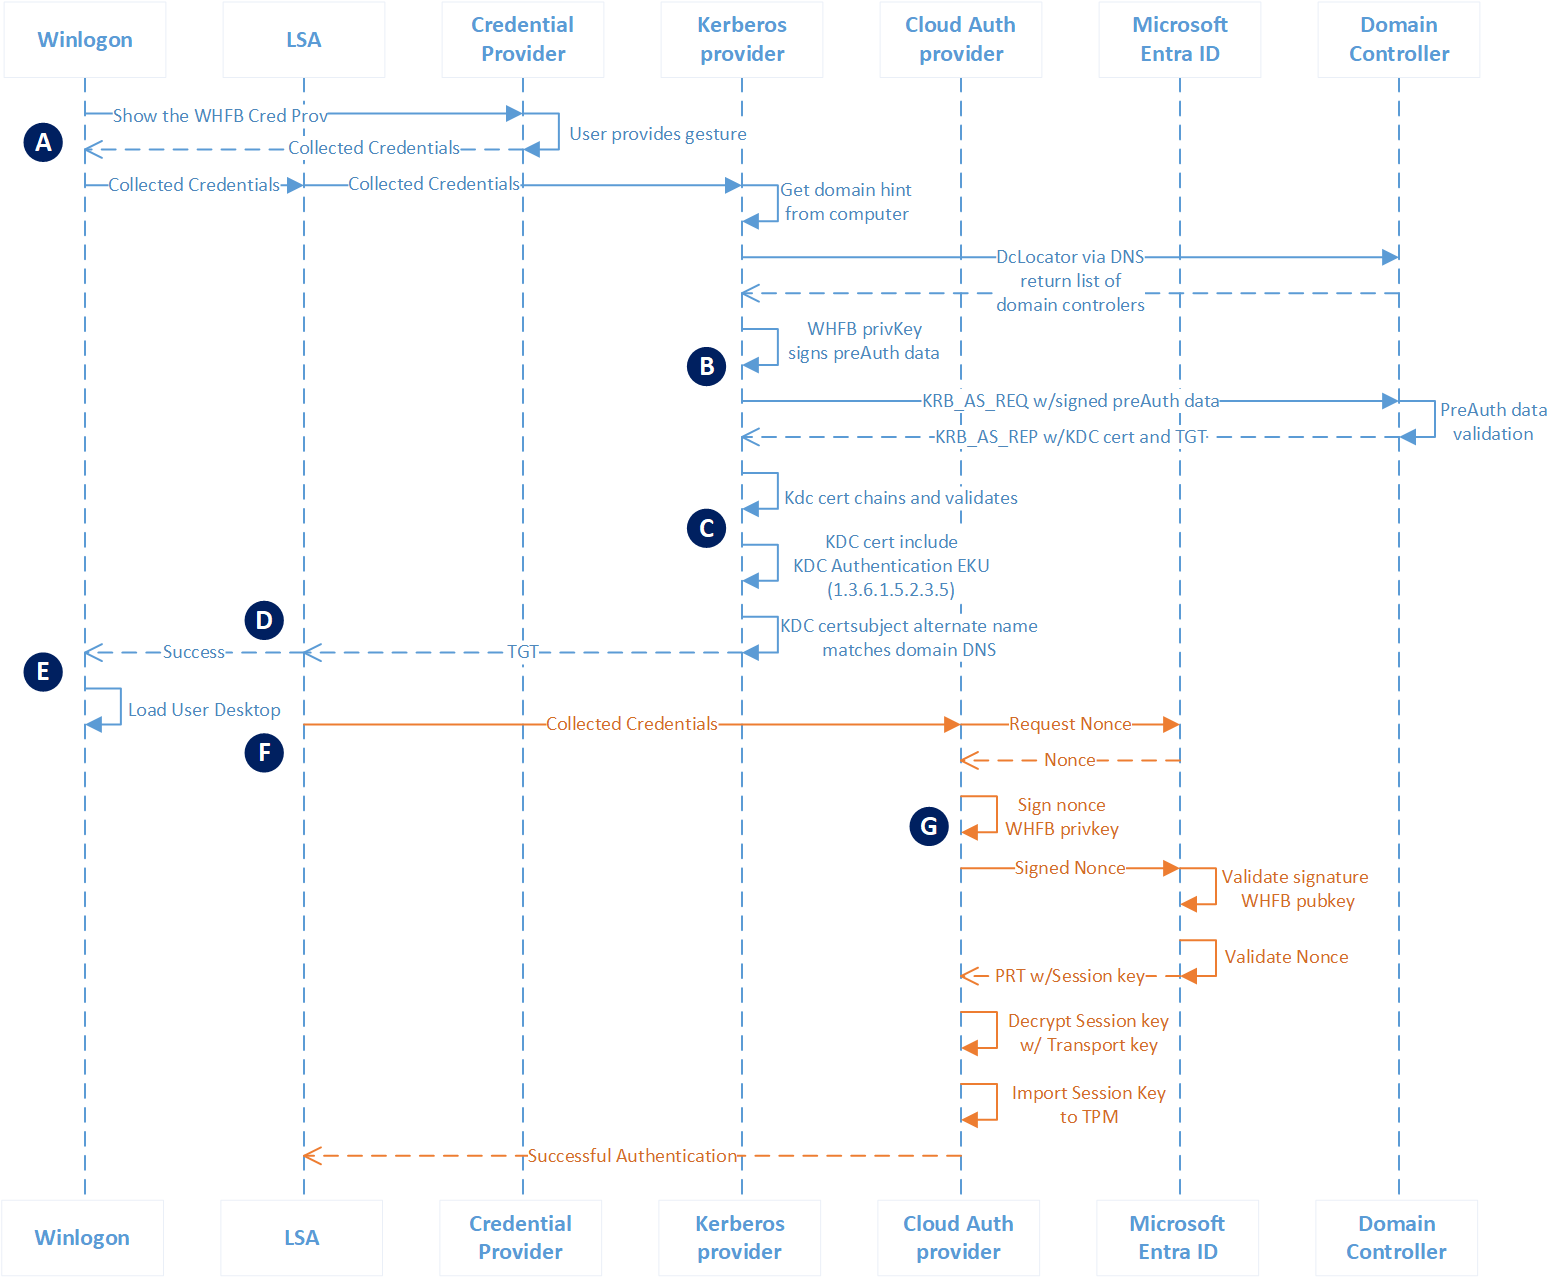 Winlogon
LSA
Credential
Provider
Kerberos
provider
Cloud Auth
provider
Microsoft
Entra ID
Domain
Controller
Show the WHFB Cred Prov
User provides gesture
A
Collected Credentials
Collected Credentials
Collected Credentials
Get domain hint
from computer
DcLocator via DNS
return list of
domain controlers
WHFB privKey
signs preAuth data
B
KRB_AS_REQ w/signed preAuth data
PreAuth data
validation
KRB_AS_REP w/KDC cert and TGT
Kdc cert chains and validates
C
KDC cert include
KDC Authentication EKU
(1.3.6.1.5.2.3.5)
D
KDC certsubject alternate name
matches domain DNS
Success
TGT
E
Load User Desktop
Collected Credentials
Request Nonce
F
Nonce
Sign nonce
WHFB privkey
G
Signed Nonce
Validate signature
WHFB pubkey
Validate Nonce
PRT w/Session key
Decrypt Session key
w/ Transport key
Import Session Key
to TPM
Successful Authentication
Winlogon
LSA
Credential
Provider
Kerberos
provider
Cloud Auth
provider
Microsoft
Entra ID
Domain
Controller